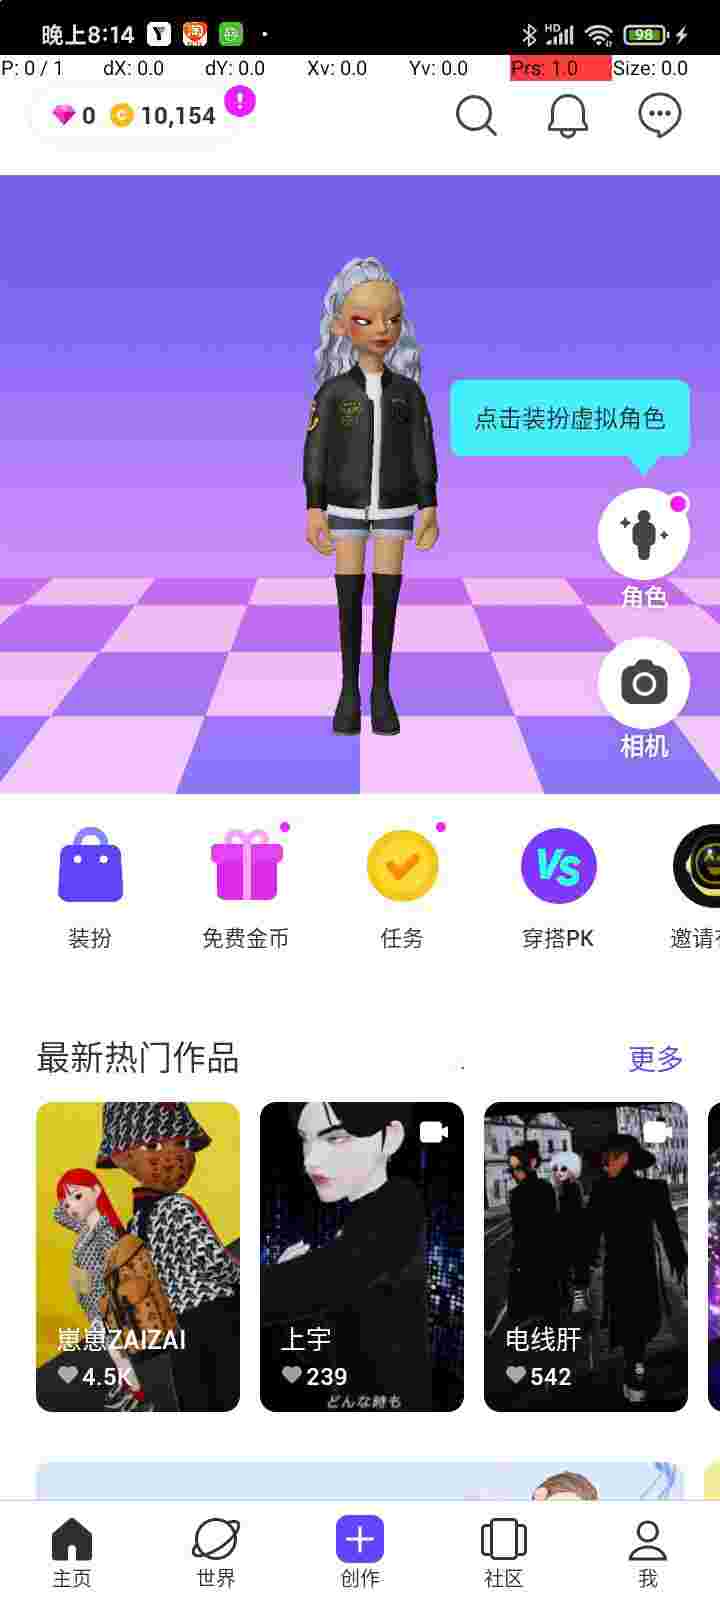 晚上8:14
HD
98
P: 0 / 1 dX: 0.0 dY: 0.0 Xv: 0.0 Yv: 0.0 Prs: 1.0 Size: 0.0
0 10,154
点击装扮虚拟角色
角色
相机
VS
装扮 免费金币 任务 穿搭PK 邀请
最新热门作品 更多
崽崽ZAIZAI
4.5K
上宇
239
どんな時も
电线肝
542
主页 世界 创作 社区 我